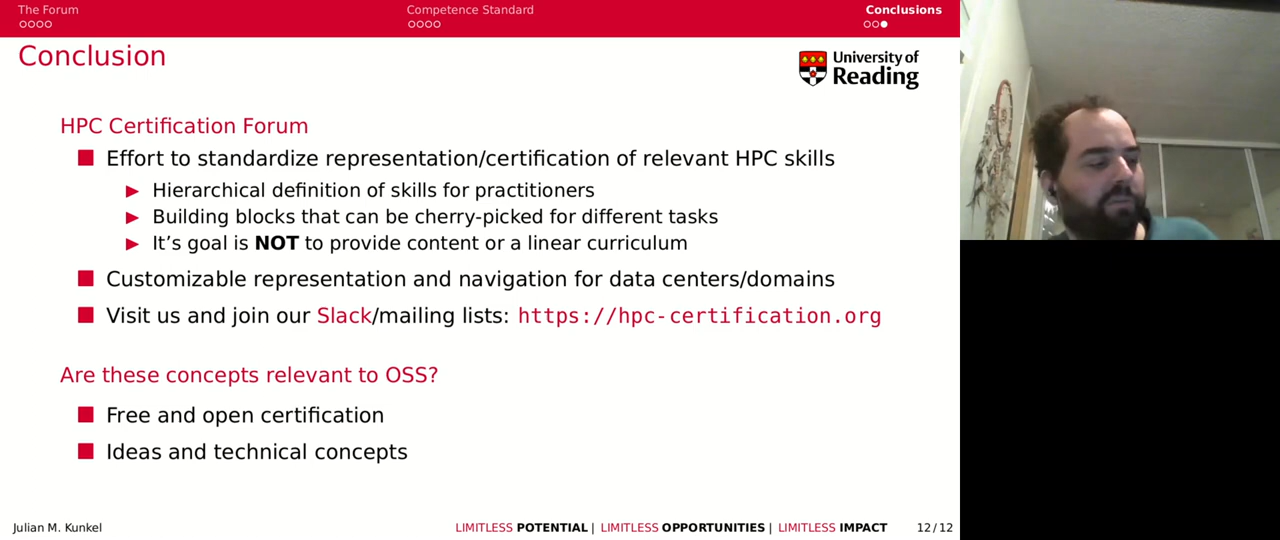 The Forum
Competence Standard
Conclusions
Conclusion
University of
Reading
HPC Certification Forum
Effort to standardize representation/certification of relevant HPC skills
Hierarchical definition of skills for practitioners
Building blocks that can be cherry-picked for different tasks
It's goal is NOT to provide content or a linear curriculum
Customizable representation and navigation for data centers/domains
Visit us and join our Slack/mailing lists: https://hpc-certification.org
Are these concepts relevant to OSS?
Free and open certification
Ideas and technical concepts
Julian M. Kunkel
LIMITLESS POTENTIAL | LIMITLESS OPPORTUNITIES | LIMITLESS IMPACT
12/12